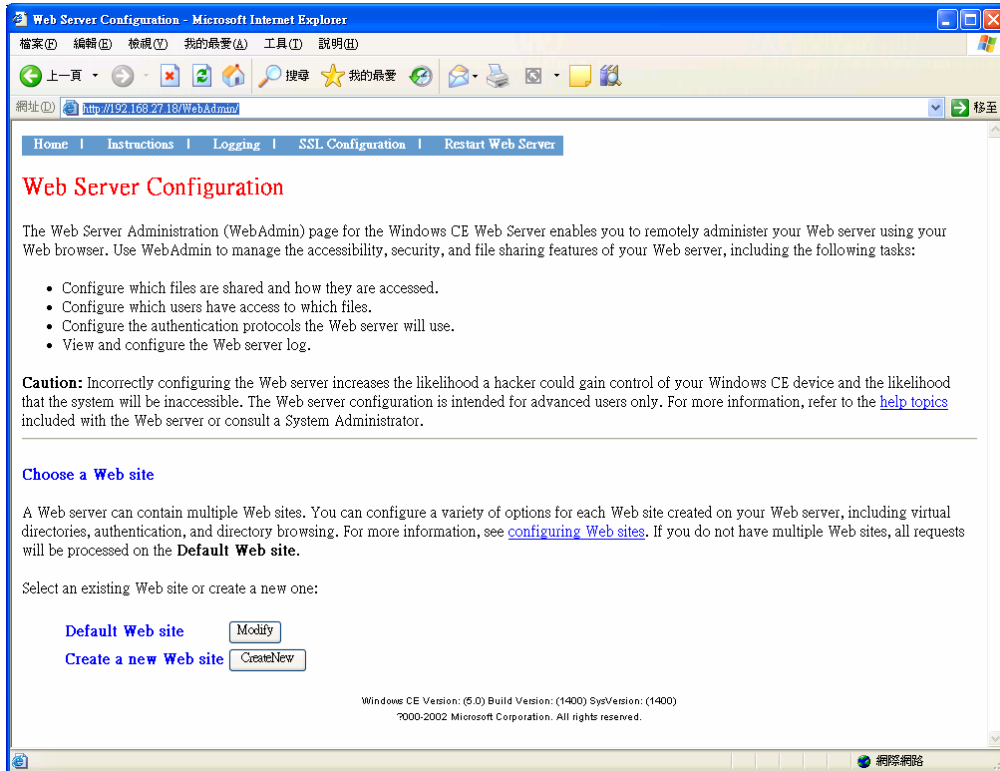 Web Server Configuration - Microsoft Internet Explorer
檔案(F) 編輯(E) 檢視(V) 我的最愛(A) 工具(T) 說明(H)
上一頁 搜尋 我的最愛
網址(D) http://192.168.27.18/WebAdmin/ 移至
Home | Instructions | Logging | SSL Configuration | Restart Web Server
Web Server Configuration
The Web Server Administration (WebAdmin) page for the Windows CE Web Server enables you to remotely administer your Web server using your
Web browser. Use WebAdmin to manage the accessibility, security, and file sharing features of your Web server, including the following tasks:
• Configure which files are shared and how they are accessed.
• Configure which users have access to which files.
• Configure the authentication protocols the Web server will use.
• View and configure the Web server log.
Caution: Incorrectly configuring the Web server increases the likelihood a hacker could gain control of your Windows CE device and the likelihood
that the system will be inaccessible. The Web server configuration is intended for advanced users only. For more information, refer to the help topics
included with the Web server or consult a System Administrator.
Choose a Web site
A Web server can contain multiple Web sites. You can configure a variety of options for each Web site created on your Web server, including virtual
directories, authentication, and directory browsing. For more information, see configuring Web sites. If you do not have multiple Web sites, all requests
will be processed on the Default Web site.
Select an existing Web site or create a new one:
Default Web site Modify
Create a new Web site CreateNew
Windows CE Version: (5.0) Build Version: (1400) SysVersion: (1400)
?000-2002 Microsoft Corporation. All rights reserved.
網際網路